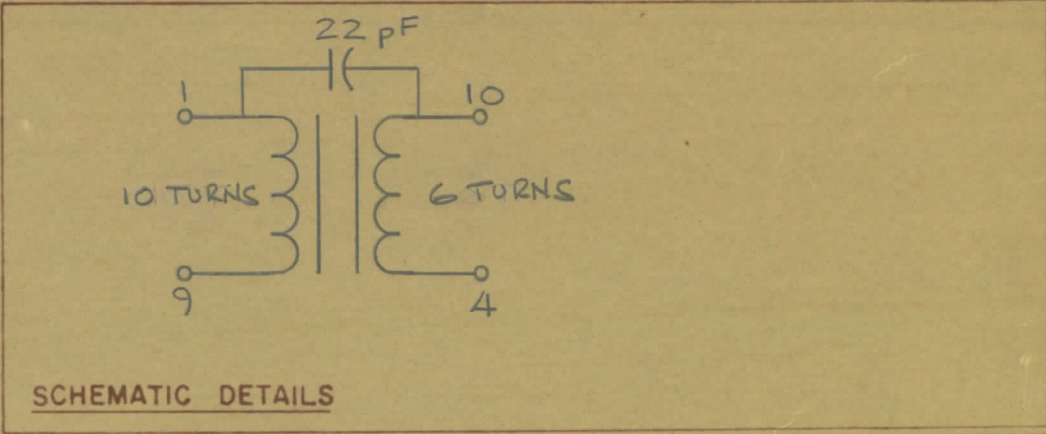 22 pF
1
10
10 TURNS
6 TURNS
9
4
SCHEMATIC DETAILS